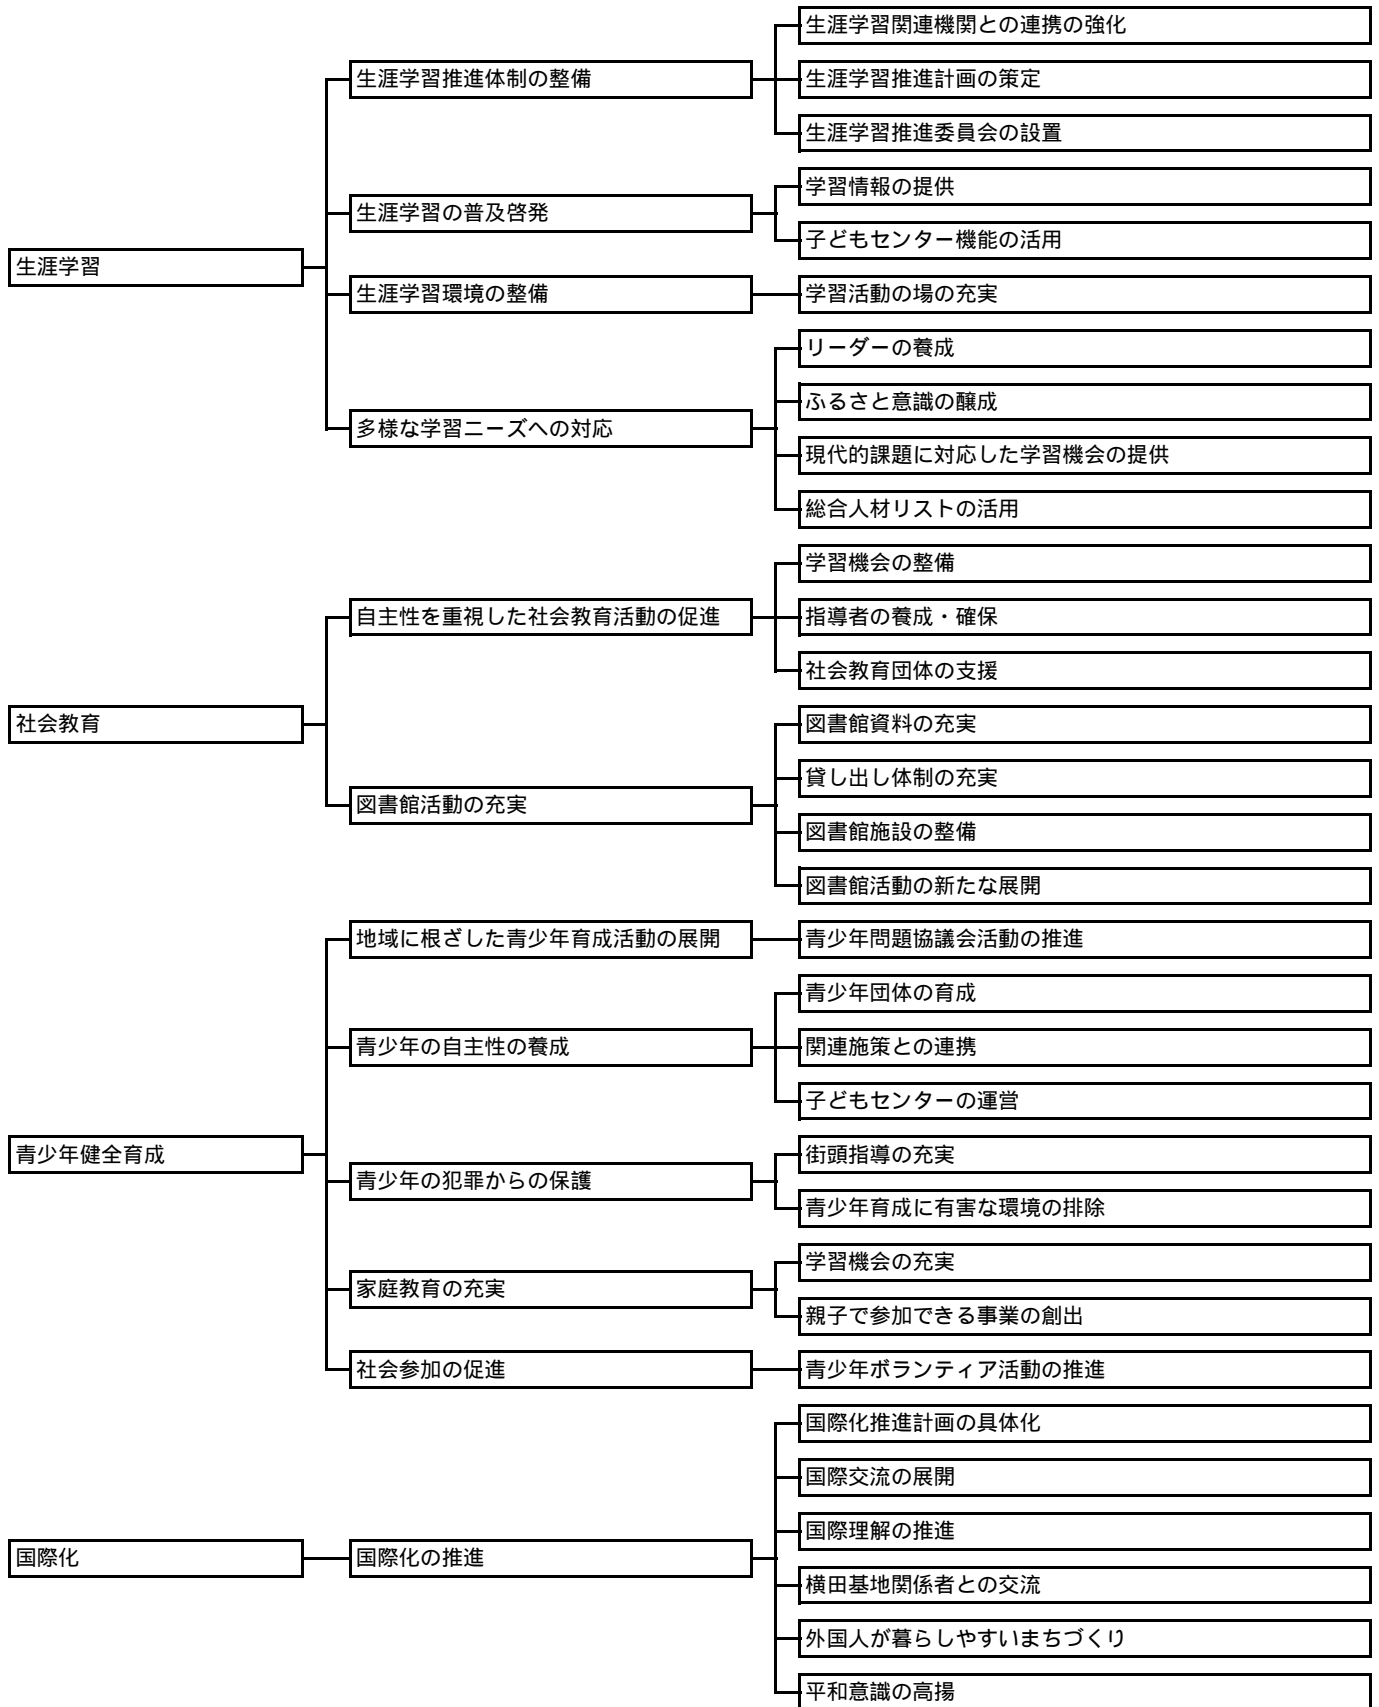 生涯学習
生涯学習推進体制の整備
生涯学習関連機関との連携の強化
生涯学習推進計画の策定
生涯学習推進委員会の設置
生涯学習の普及啓発
学習情報の提供
子どもセンター機能の活用
生涯学習環境の整備
学習活動の場の充実
多様な学習ニーズへの対応
リーダーの養成
ふるさと意識の醸成
現代的課題に対応した学習機会の提供
総合人材リストの活用
社会教育
自主性を重視した社会教育活動の促進
学習機会の整備
指導者の養成・確保
社会教育団体の支援
図書館活動の充実
図書館資料の充実
貸し出し体制の充実
図書館施設の整備
図書館活動の新たな展開
青少年健全育成
地域に根ざした青少年育成活動の展開
青少年問題協議会活動の推進
青少年の自主性の養成
青少年団体の育成
関連施策との連携
子どもセンターの運営
青少年の犯罪からの保護
街頭指導の充実
青少年育成に有害な環境の排除
家庭教育の充実
学習機会の充実
親子で参加できる事業の創出
社会参加の促進
青少年ボランティア活動の推進
国際化
国際化の推進
国際化推進計画の具体化
国際交流の展開
国際理解の推進
横田基地関係者との交流
外国人が暮らしやすいまちづくり
平和意識の高揚